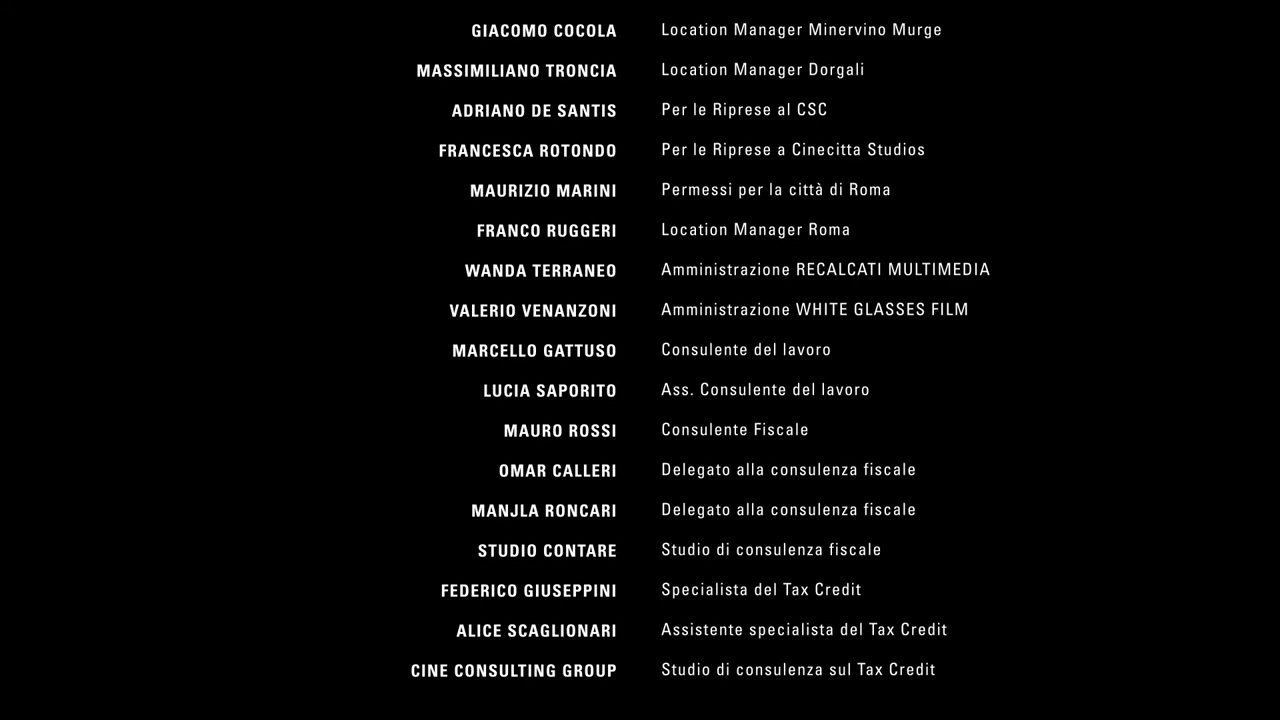 GIACOMO COCOLA Location Manager Minervino Murge
MASSIMILIANO TRONCIA Location Manager Dorgali
ADRIANO DE SANTIS Per le Riprese al CSC
FRANCESCA ROTONDO Per le Riprese a Cinecitta Studios
MAURIZIO MARINI Permessi per la città di Roma
FRANCO RUGGERI Location Manager Roma
WANDA TERRANEO Amministrazione RECALCATI MULTIMEDIA
VALERIO VENANZONI Amministrazione WHITE GLASSES FILM
MARCELLO GATTUSO Consulente del lavoro
LUCIA SAPORITO Ass. Consulente del lavoro
MAURO ROSSI Consulente Fiscale
OMAR CALLERI Delegato alla consulenza fiscale
MANJLA RONCARI Delegato alla consulenza fiscale
STUDIO CONTARE Studio di consulenza fiscale
FEDERICO GIUSEPPINI Specialista del Tax Credit
ALICE SCAGLIONARI Assistente specialista del Tax Credit
CINE CONSULTING GROUP Studio di consulenza sul Tax Credit